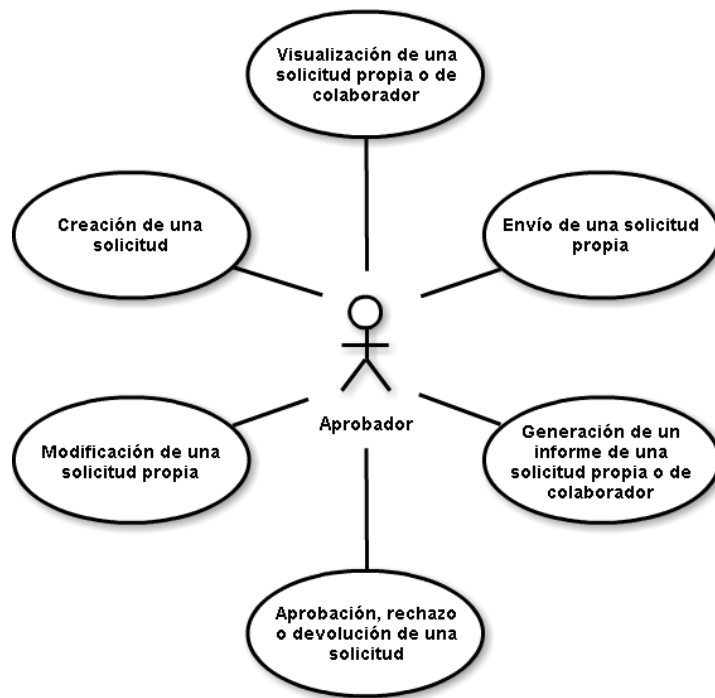 Visualización de una
solicitud propia o de
colaborador
Creación de una
solicitud
Envío de una solicitud
propia
Aprobador
Modificación de una
solicitud propia
Generación de un
informe de una
solicitud propia o de
colaborador
Aprobación, rechazo
o devolución de una
solicitud